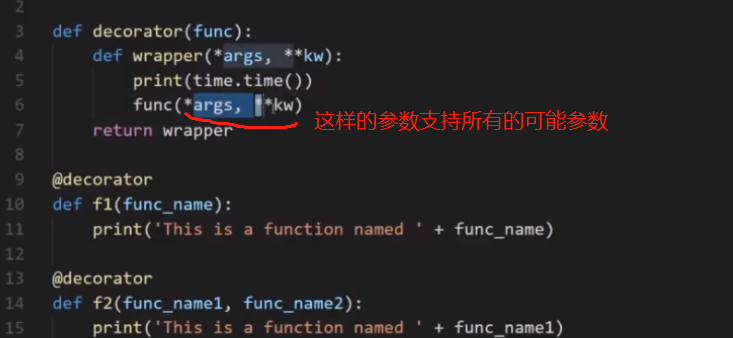 2
3 def decorator(func):
4 def wrapper(*args, **kw):
5 print(time.time())
6 func(*args, **kw) 这样的参数支持所有的可能参数
7 return wrapper
8
9 @decorator
10 def f1(func_name):
11 print('This is a function named ' + func_name)
12
13 @decorator
14 def f2(func_name1, func_name2):
15 print('This is a function named ' + func_name1)